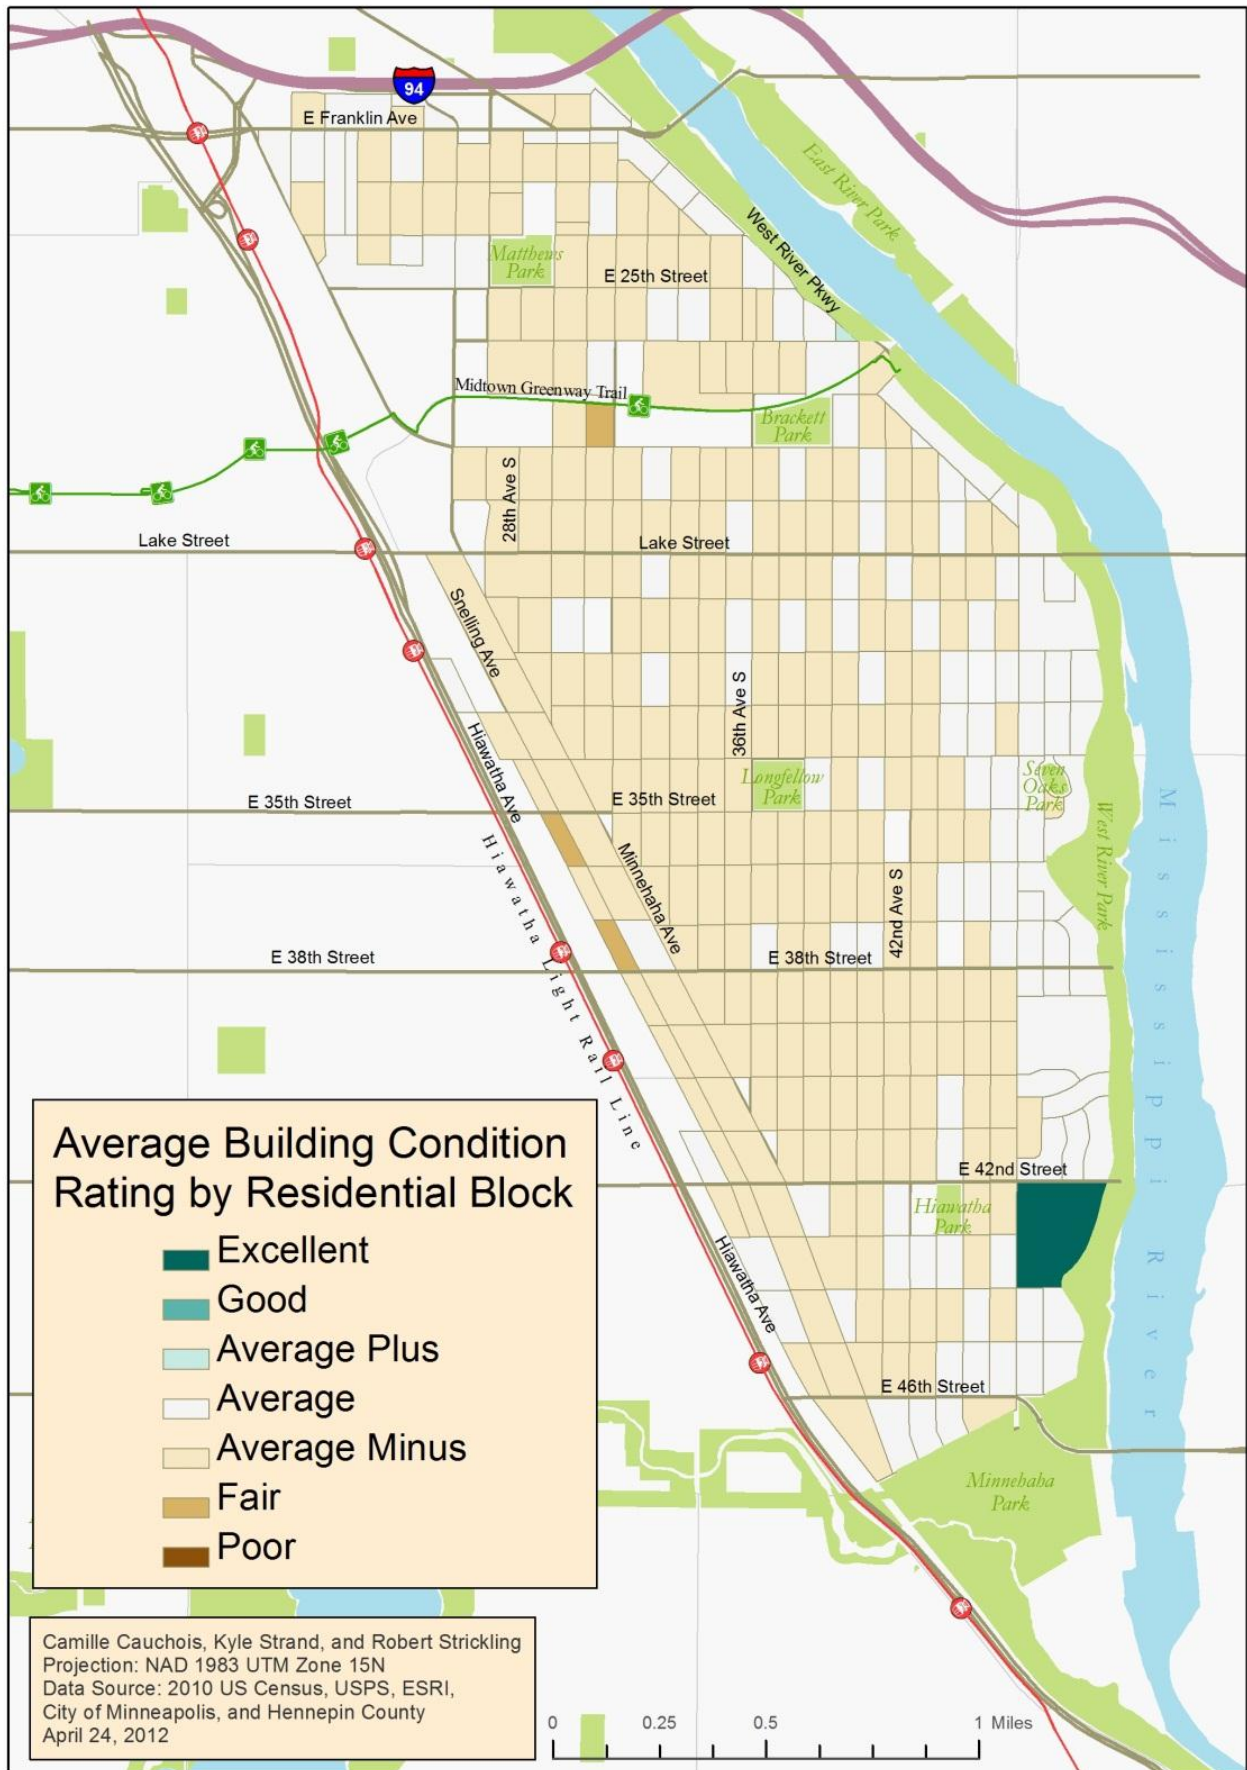 94
E Franklin Ave
East River Park
West River Pkwy
Matthews
Park
E 25th Street
Midtown Greenway Trail
Brackett
Park
28th Ave S
Lake Street
Lake Street
Snelling Ave
36th Ave S
Hiawatha Ave
Longfellow
Park
Seven
Oaks
Park
E 35th Street
E 35th Street
Mississippi River
West River Park
Hiawatha Light Rail Line
Minnehaha Ave
42nd Ave S
E 38th Street
E 38th Street
E 42nd Street
Hiawatha
Park
Hiawatha Ave
E 46th Street
Minnehaha
Park
Average Building Condition
Rating by Residential Block
Excellent
Good
Average Plus
Average
Average Minus
Fair
Poor
Camille Cauchois, Kyle Strand, and Robert Strickling
Projection: NAD 1983 UTM Zone 15N
Data Source: 2010 US Census, USPS, ESRI,
City of Minneapolis, and Hennepin County
April 24, 2012
0 0.25 0.5 1 Miles